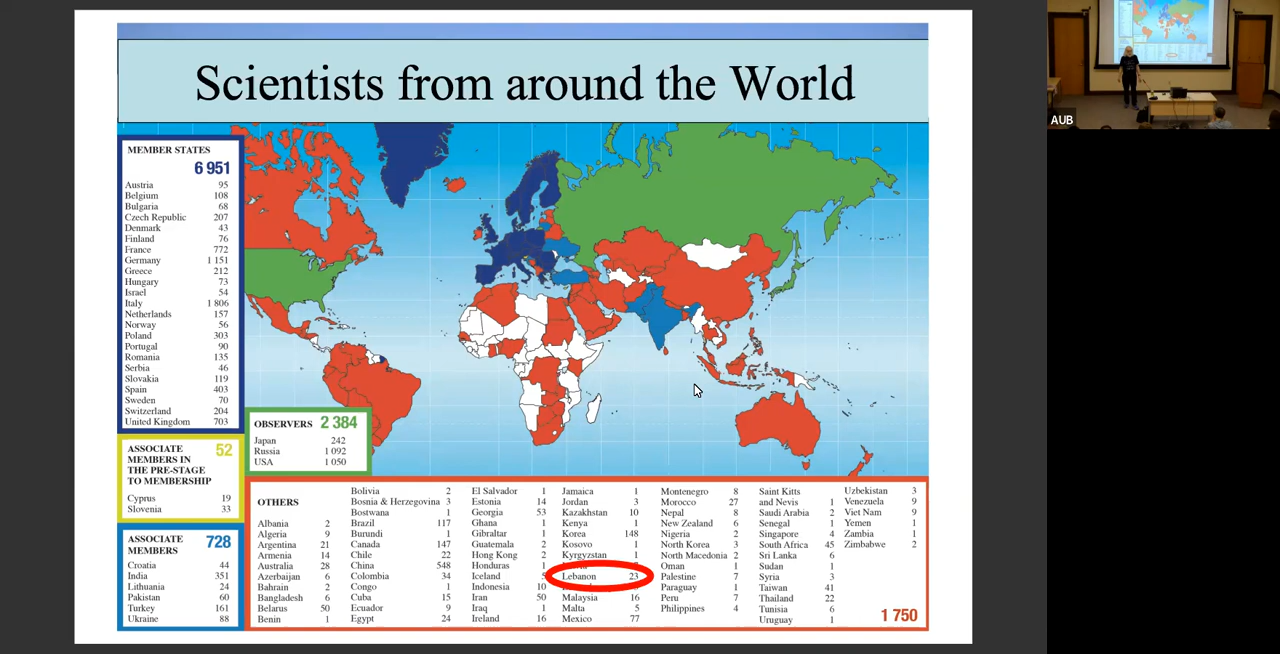 Scientists from around the World
MEMBER STATES
6 951
Austria 95
Belgium 108
Bulgaria 68
Czech Republic 207
Denmark 43
Finland 76
France 772
Germany 1 151
Greece 212
Hungary 73
Israel 54
Italy 1 806
Netherlands 157
Norway 56
Poland 303
Portugal 90
Romania 135
Serbia 46
Slovakia 119
Spain 403
Sweden 70
Switzerland 204
United Kingdom 703
ASSOCIATE 52
MEMBERS IN
THE PRE-STAGE
TO MEMBERSHIP
Cyprus 19
Slovenia 33
ASSOCIATE 728
MEMBERS
Croatia 44
India 351
Lithuania 24
Pakistan 60
Turkey 161
Ukraine 88
OBSERVERS 2 384
Japan 242
Russia 1 092
USA 1 050
OTHERS
Albania 2
Algeria 9
Argentina 21
Armenia 14
Australia 28
Azerbaijan 6
Bahrain 2
Bangladesh 6
Belarus 50
Benin 1
Bolivia 2
Bosnia & Herzegovina 3
Bostwana 1
Brazil 117
Burundi 1
Canada 147
Chile 22
China 548
Colombia 34
Congo 1
Cuba 15
Ecuador 9
Egypt 24
El Salvador 1
Estonia 14
Georgia 53
Ghana 1
Gibraltar 1
Guatemala 2
Hong Kong 2
Honduras 1
Iceland
Indonesia 10
Iran 50
Iraq 1
Ireland 16
Jamaica 1
Jordan 3
Kazakhstan 10
Kenya 1
Korea 148
Kosovo 1
Kyrgyzstan 1
Lebanon 23
Malaysia 16
Malta 5
Mexico 77
Montenegro 8
Morocco 27
Nepal 8
New Zealand 6
Nigeria 2
North Korea 3
North Macedonia 2
Oman 1
Palestine 7
Paraguay 1
Peru 7
Philippines 4
Saint Kitts
and Nevis 1
Saudi Arabia 2
Senegal 1
Singapore 4
South Africa 45
Sri Lanka 6
Sudan 1
Syria 3
Taiwan 41
Thailand 22
Tunisia 6
Uruguay 1
Uzbekistan 3
Venezuela 9
Viet Nam 9
Yemen 1
Zambia 1
Zimbabwe 2
1 750
AUB